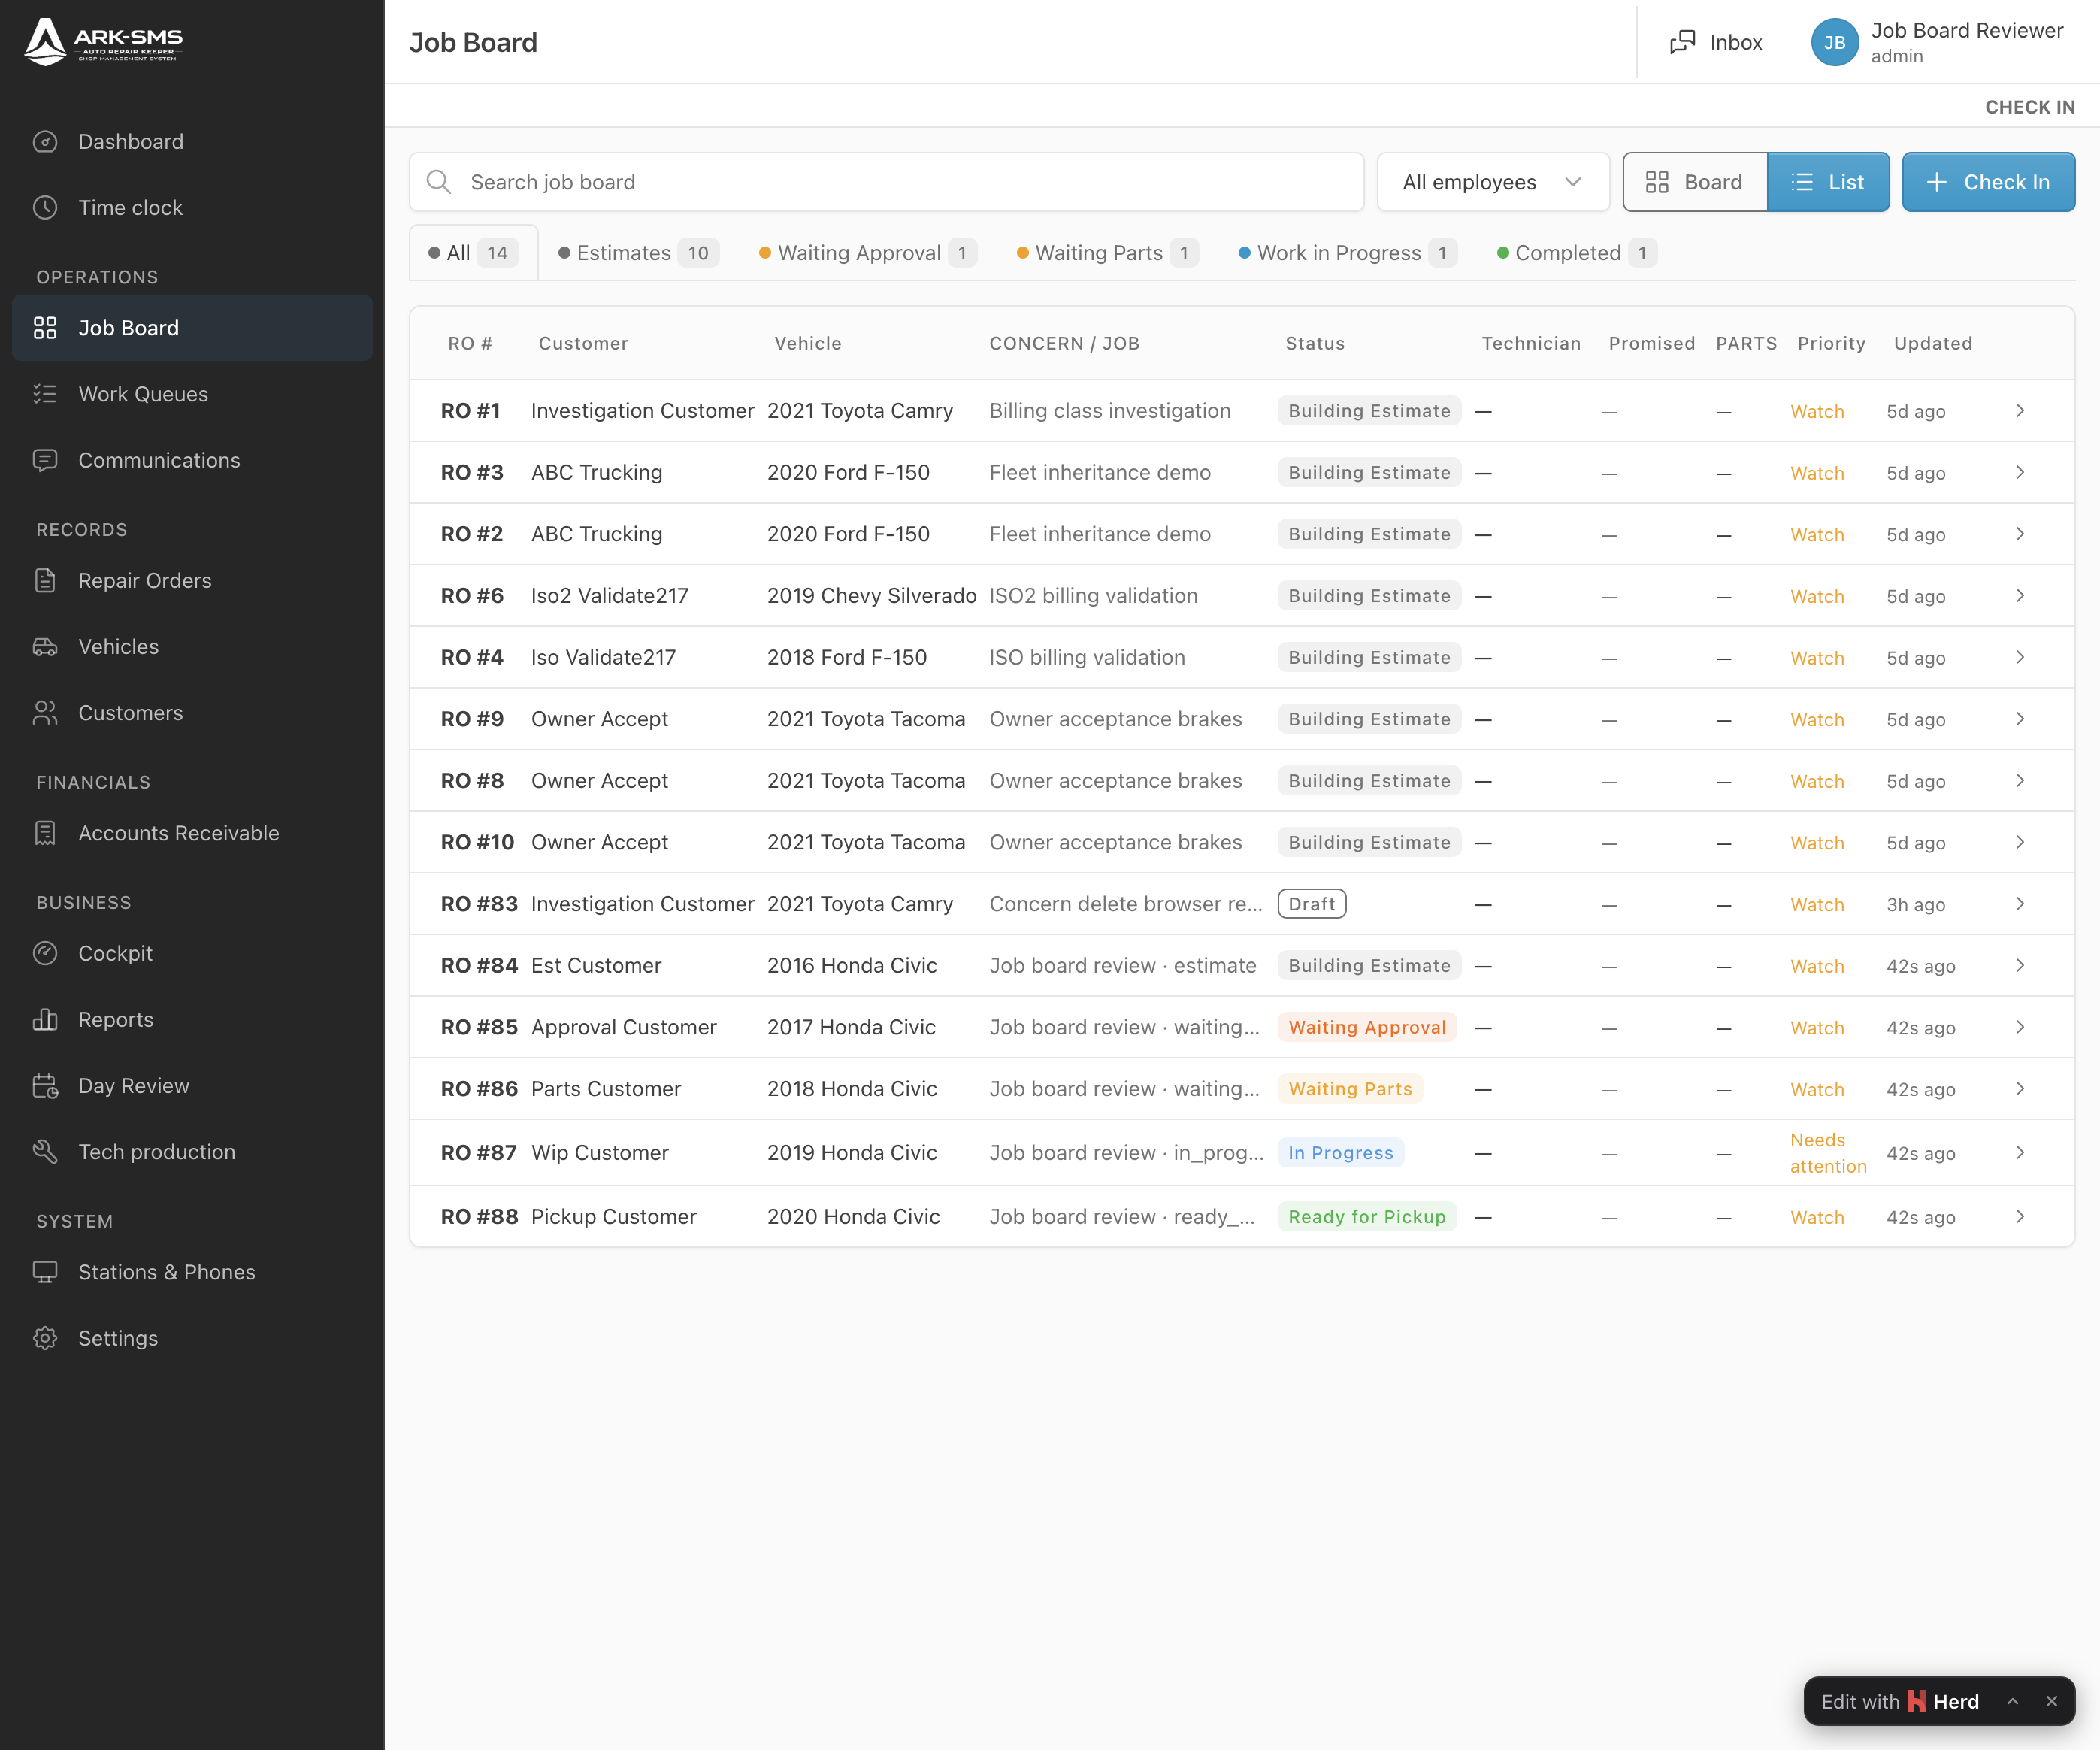 ARK-SMS
AUTO REPAIR KEEPER
SHOP MANAGEMENT SYSTEM
Dashboard
Time clock
OPERATIONS
Job Board
Work Queues
Communications
RECORDS
Repair Orders
Vehicles
Customers
FINANCIALS
Accounts Receivable
BUSINESS
Cockpit
Reports
Day Review
Tech production
SYSTEM
Stations & Phones
Settings
Job Board
Inbox
JB
Job Board Reviewer
admin
CHECK IN
Search job board
All employees
Board
List
Check In
All 14 Estimates 10 Waiting Approval 1 Waiting Parts 1 Work in Progress 1 Completed 1
RO # Customer Vehicle CONCERN / JOB Status Technician Promised PARTS Priority Updated
RO #1 Investigation Customer 2021 Toyota Camry Billing class investigation Building Estimate — — — Watch 5d ago
RO #3 ABC Trucking 2020 Ford F-150 Fleet inheritance demo Building Estimate — — — Watch 5d ago
RO #2 ABC Trucking 2020 Ford F-150 Fleet inheritance demo Building Estimate — — — Watch 5d ago
RO #6 Iso2 Validate217 2019 Chevy Silverado ISO2 billing validation Building Estimate — — — Watch 5d ago
RO #4 Iso Validate217 2018 Ford F-150 ISO billing validation Building Estimate — — — Watch 5d ago
RO #9 Owner Accept 2021 Toyota Tacoma Owner acceptance brakes Building Estimate — — — Watch 5d ago
RO #8 Owner Accept 2021 Toyota Tacoma Owner acceptance brakes Building Estimate — — — Watch 5d ago
RO #10 Owner Accept 2021 Toyota Tacoma Owner acceptance brakes Building Estimate — — — Watch 5d ago
RO #83 Investigation Customer 2021 Toyota Camry Concern delete browser re... Draft — — — Watch 3h ago
RO #84 Est Customer 2016 Honda Civic Job board review · estimate Building Estimate — — — Watch 42s ago
RO #85 Approval Customer 2017 Honda Civic Job board review · waiting... Waiting Approval — — — Watch 42s ago
RO #86 Parts Customer 2018 Honda Civic Job board review · waiting... Waiting Parts — — — Watch 42s ago
RO #87 Wip Customer 2019 Honda Civic Job board review · in_prog... In Progress — — — Needs attention 42s ago
RO #88 Pickup Customer 2020 Honda Civic Job board review · ready_... Ready for Pickup — — — Watch 42s ago
Edit with Herd